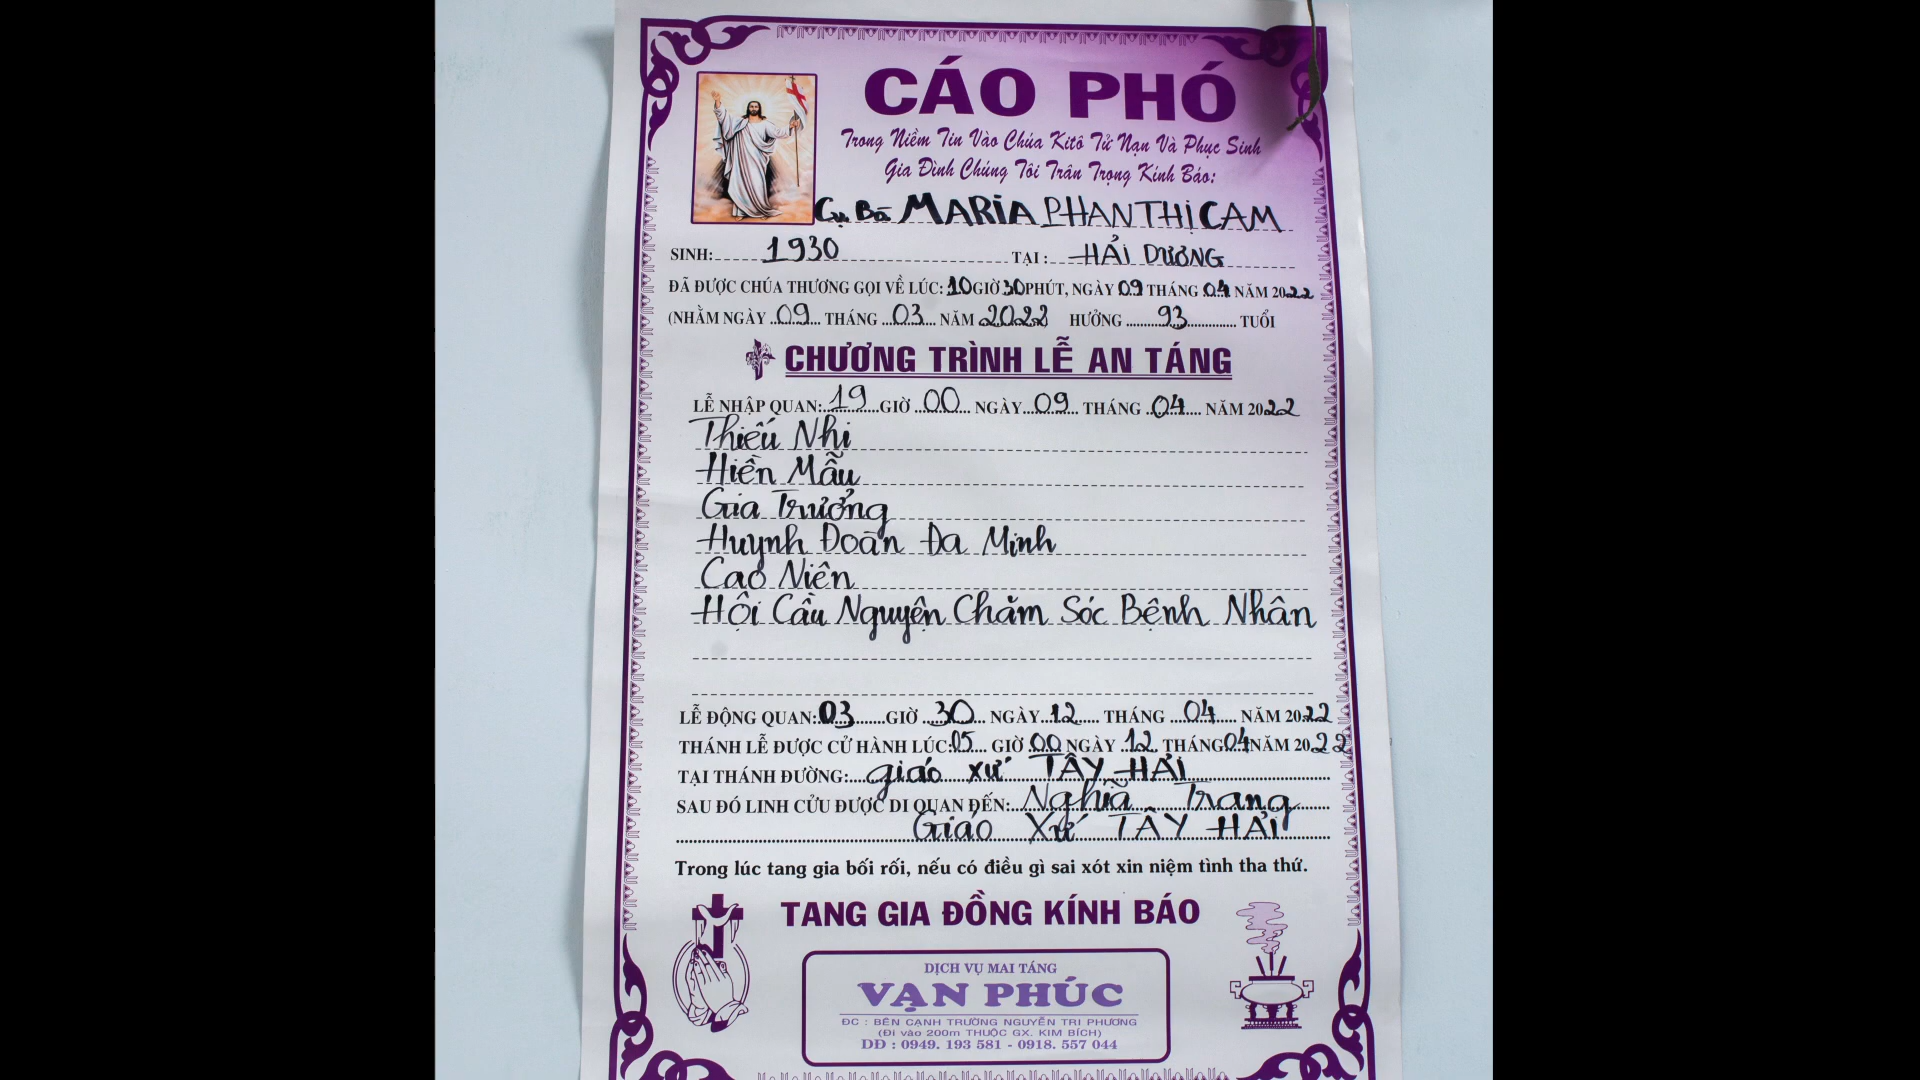 CÁO PHÓ
Trong Niềm Tin Vào Chúa Kitô Tử Nạn Và Phục Sinh
Gia Đình Chúng Tôi Trân Trọng Kính Báo:
Cụ Bà MARIA PHAN THỊ CAM
SINH: 1930 TẠI : HẢI DƯƠNG
ĐÃ ĐƯỢC CHÚA THƯƠNG GỌI VỀ LÚC: 10 GIỜ 30 PHÚT, NGÀY 09 THÁNG 04 NĂM 2022
(NHẰM NGÀY 09 THÁNG 03 NĂM 2022) HƯỞNG 93 TUỔI
CHƯƠNG TRÌNH LỄ AN TÁNG
LỄ NHẬP QUAN: 19 GIỜ 00 NGÀY 09 THÁNG 04 NĂM 2022
Thiếu Nhi
Hiền Mẫu
Gia Trưởng
Huynh Đoàn Đa Minh
Cao Niên
Hội Cầu Nguyện Chăm Sóc Bệnh Nhân
LỄ ĐỘNG QUAN: 03 GIỜ 30 NGÀY 12 THÁNG 04 NĂM 2022
THÁNH LỄ ĐƯỢC CỬ HÀNH LÚC: 05 GIỜ 00 NGÀY 12 THÁNG 04 NĂM 2022
TẠI THÁNH ĐƯỜNG: giáo xứ TÂY HẢI
SAU ĐÓ LINH CỬU ĐƯỢC DI QUAN ĐẾN: Nghĩa Trang
Giáo Xứ TÂY HẢI
Trong lúc tang gia bối rối, nếu có điều gì sai xót xin niệm tình tha thứ.
TANG GIA ĐỒNG KÍNH BÁO
DỊCH VỤ MAI TÁNG
VẠN PHÚC
ĐC : BÊN CẠNH TRƯỜNG NGUYỄN TRI PHƯƠNG
(Đi vào 200m THUỘC GX. KIM BÍCH)
DĐ : 0949. 193 581 - 0918. 557 044